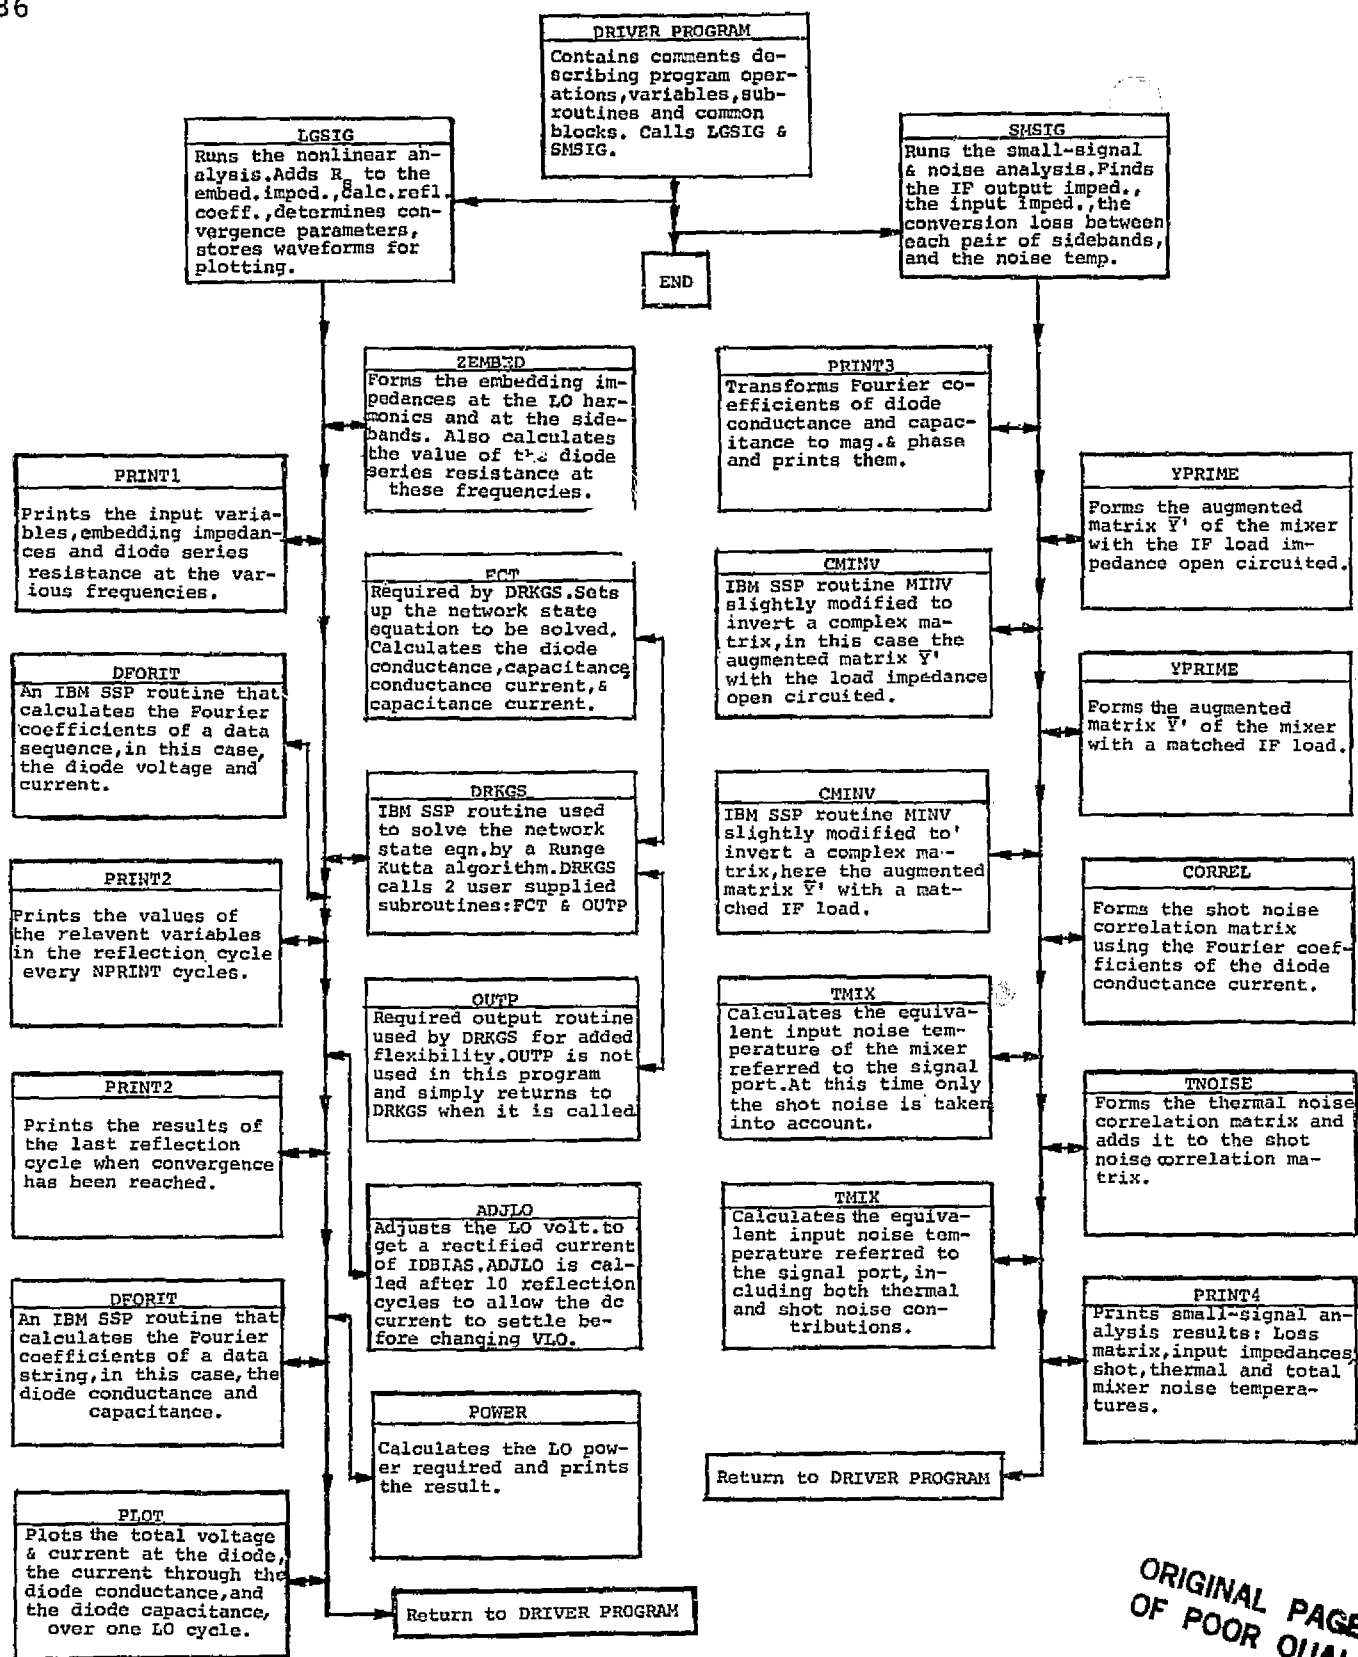 36
DRIVER PROGRAM
Contains comments de-
scribing program oper-
ations,variables,sub-
routines and common
blocks. Calls LGSIG &
SMSIG.
END
LGSIG
Runs the nonlinear an-
alysis.Adds Rs to the
embed.imped.,calc.refl
coeff.,determines con-
vergence parameters,
stores waveforms for
plotting.
ZEMBED
Forms the embedding im-
pedances at the LO har-
monics and at the side-
bands. Also calculates
the value of the diode
series resistance at
these frequencies.
PRINT1
Prints the input varia-
bles,embedding impedan-
ces and diode series
resistance at the var-
ious frequencies.
FCT
Required by DRKGS.Sets
up the network state
equation to be solved.
Calculates the diode
conductance,capacitance
conductance current,&
capacitance current.
DFORIT
An IBM SSP routine that
calculates the Fourier
coefficients of a data
sequence,in this case,
the diode voltage and
current.
DRKGS
IBM SSP routine used
to solve the network
state eqn.by a Runge
Kutta algorithm.DRKGS
calls 2 user supplied
subroutines:FCT & OUTP
PRINT2
Prints the values of
the relevent variables
in the reflection cycle
every NPRINT cycles.
OUTP
Required output routine
used by DRKGS for added
flexibility.OUTP is not
used in this program
and simply returns to
DRKGS when it is called
PRINT2
Prints the results of
the last reflection
cycle when convergence
has been reached.
ADJLO
Adjusts the LO volt.to
get a rectified current
of IDBIAS.ADJLO is cal-
led after 10 reflection
cycles to allow the dc
current to settle be-
fore changing VLO.
DFORIT
An IBM SSP routine that
calculates the Fourier
coefficients of a data
string,in this case,the
diode conductance and
capacitance.
POWER
Calculates the LO pow-
er required and prints
the result.
PLOT
Plots the total voltage
& current at the diode,
the current through the
diode conductance,and
the diode capacitance,
over one LO cycle.
Return to DRIVER PROGRAM
SMSIG
Runs the small-signal
& noise analysis.Finds
the IF output imped.,
the input imped.,the
conversion loss between
each pair of sidebands,
and the noise temp.
PRINT3
Transforms Fourier co-
efficients of diode
conductance and capac-
itance to mag.& phase
and prints them.
YPRIME
Forms the augmented
matrix Y̅' of the mixer
with the IF load im-
pedance open circuited.
CMINV
IBM SSP routine MINV
slightly modified to
invert a complex ma-
trix,in this case the
augmented matrix Y̅'
with the load impedance
open circuited.
YPRIME
Forms the augmented
matrix Y̅' of the mixer
with a matched IF load.
CMINV
IBM SSP routine MINV
slightly modified to'
invert a complex ma-
trix,here the augmented
matrix Y̅' with a mat-
ched IF load.
CORREL
Forms the shot noise
correlation matrix
using the Fourier coef-
ficients of the diode
conductance current.
TMIX
Calculates the equiva-
lent input noise tem-
perature of the mixer
referred to the signal
port.At this time only
the shot noise is taken
into account.
TNOISE
Forms the thermal noise
correlation matrix and
adds it to the shot
noise correlation ma-
trix.
TMIX
Calculates the equiva-
lent input noise tem-
perature referred to
the signal port,in-
cluding both thermal
and shot noise con-
tributions.
PRINT4
Prints small-signal an-
alysis results: Loss
matrix,input impedances
shot,thermal and total
mixer noise tempera-
tures.
Return to DRIVER PROGRAM
ORIGINAL PAGE
OF POOR QUAL